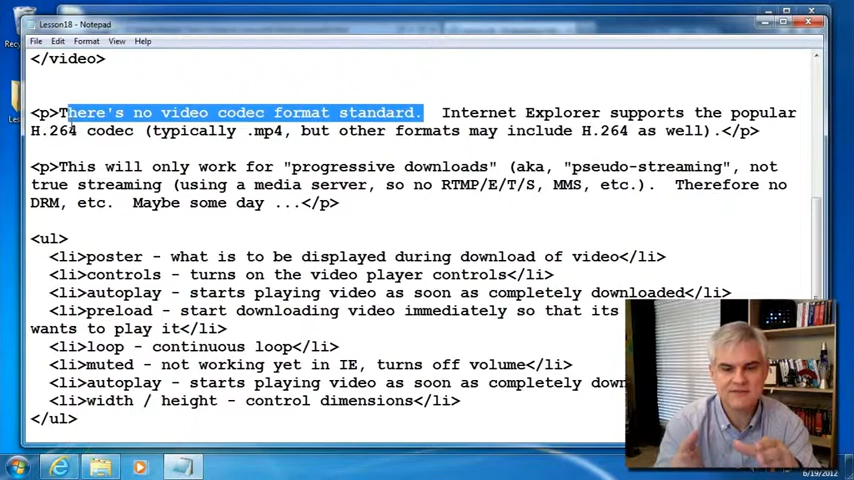 Lesson18 - Notepad
File Edit Format View Help
</video>
<p>There's no video codec format standard.  Internet Explorer supports the popular
H.264 codec (typically .mp4, but other formats may include H.264 as well).</p>
<p>This will only work for "progressive downloads" (aka, "pseudo-streaming", not
true streaming (using a media server, so no RTMP/E/T/S, MMS, etc.).  Therefore no
DRM, etc.  Maybe some day ...</p>
<ul>
<li>poster - what is to be displayed during download of video</li>
<li>controls - turns on the video player controls</li>
<li>autoplay - starts playing video as soon as completely downloaded</li>
<li>preload - start downloading video immediately so that its
wants to play it</li>
<li>loop - continuous loop</li>
<li>muted - not working yet in IE, turns off volume</li>
<li>autoplay - starts playing video as soon as completely
<li>width / height - control dimensions</li>
</ul>
6/19/2012